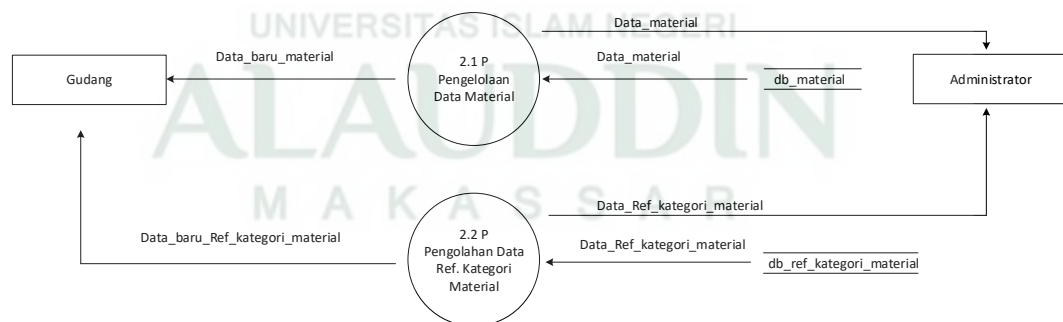 UNIVERSITAS ISLAM NEGERI
Data_material
Data_baru_material
2.1 P
Pengelolaan
Data Material
Data_material
db_material
Gudang
Administrator
ALAUDDIN
MAKASSAR
Data_Ref_kategori_material
Data_baru_Ref_kategori_material
2.2 P
Pengolahan Data
Ref. Kategori
Material
Data_Ref_kategori_material
db_ref_kategori_material